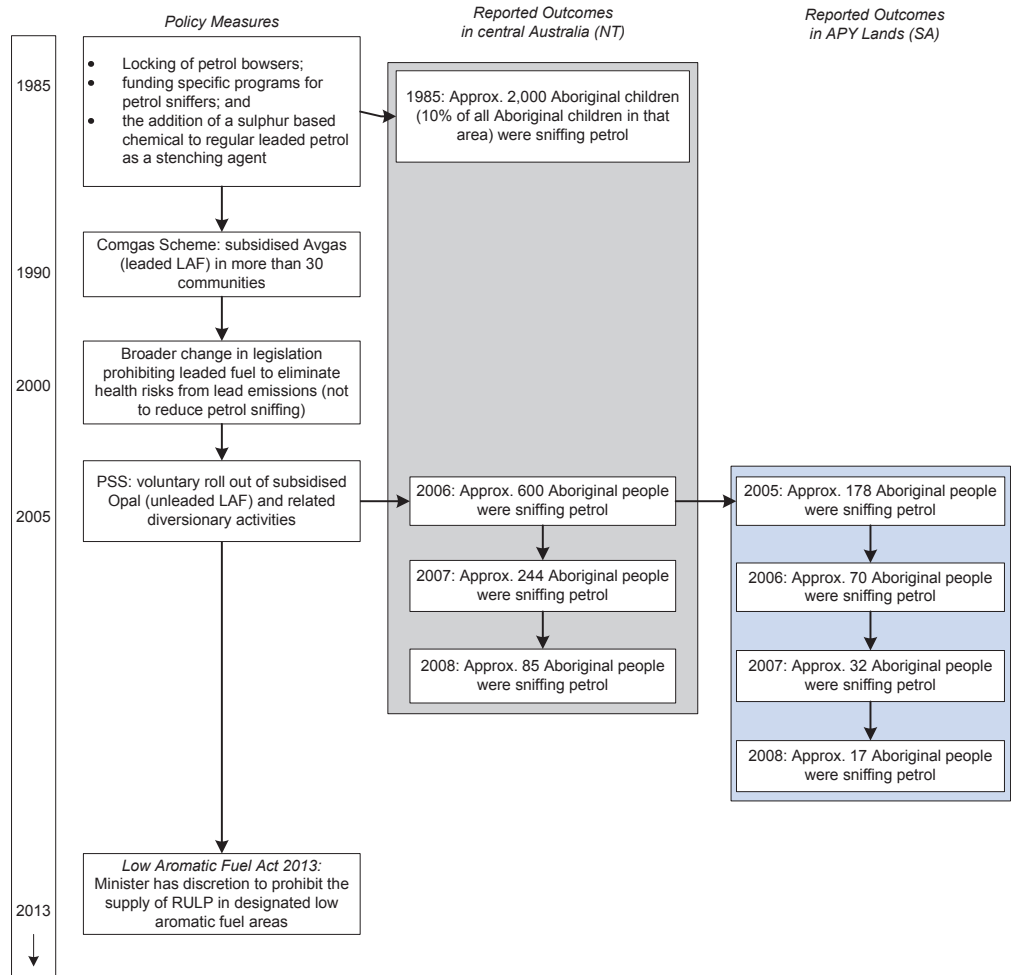 Policy Measures
Reported Outcomes
in central Australia (NT)
Reported Outcomes
in APY Lands (SA)
1985
• Locking of petrol bowsers;
• funding specific programs for
petrol sniffers; and
• the addition of a sulphur based
chemical to regular leaded petrol
as a stenching agent
1985: Approx. 2,000 Aboriginal children
(10% of all Aboriginal children in that
area) were sniffing petrol
1990
Comgas Scheme: subsidised Avgas
(leaded LAF) in more than 30
communities
2000
Broader change in legislation
prohibiting leaded fuel to eliminate
health risks from lead emissions (not
to reduce petrol sniffing)
2005
PSS: voluntary roll out of subsidised
Opal (unleaded LAF) and related
diversionary activities
2006: Approx. 600 Aboriginal people
were sniffing petrol
2007: Approx. 244 Aboriginal people
were sniffing petrol
2008: Approx. 85 Aboriginal people
were sniffing petrol
2005: Approx. 178 Aboriginal people
were sniffing petrol
2006: Approx. 70 Aboriginal people
were sniffing petrol
2007: Approx. 32 Aboriginal people
were sniffing petrol
2008: Approx. 17 Aboriginal people
were sniffing petrol
2013
Low Aromatic Fuel Act 2013:
Minister has discretion to prohibit the
supply of RULP in designated low
aromatic fuel areas